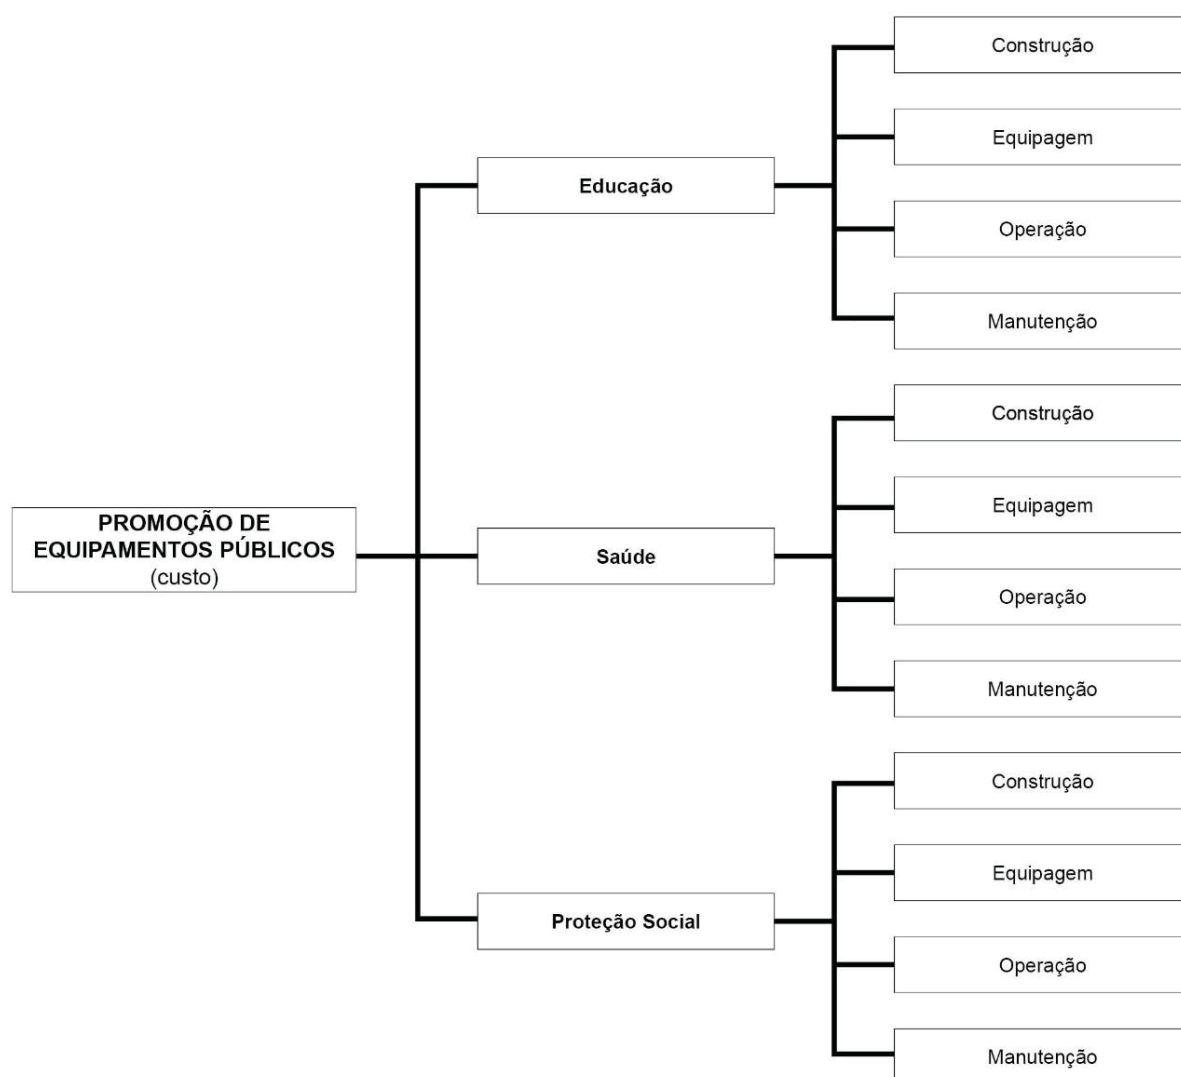 PROMOÇÃO DE
EQUIPAMENTOS PÚBLICOS
(custo)
Educação
Construção
Equipagem
Operação
Manutenção
Saúde
Construção
Equipagem
Operação
Manutenção
Proteção Social
Construção
Equipagem
Operação
Manutenção